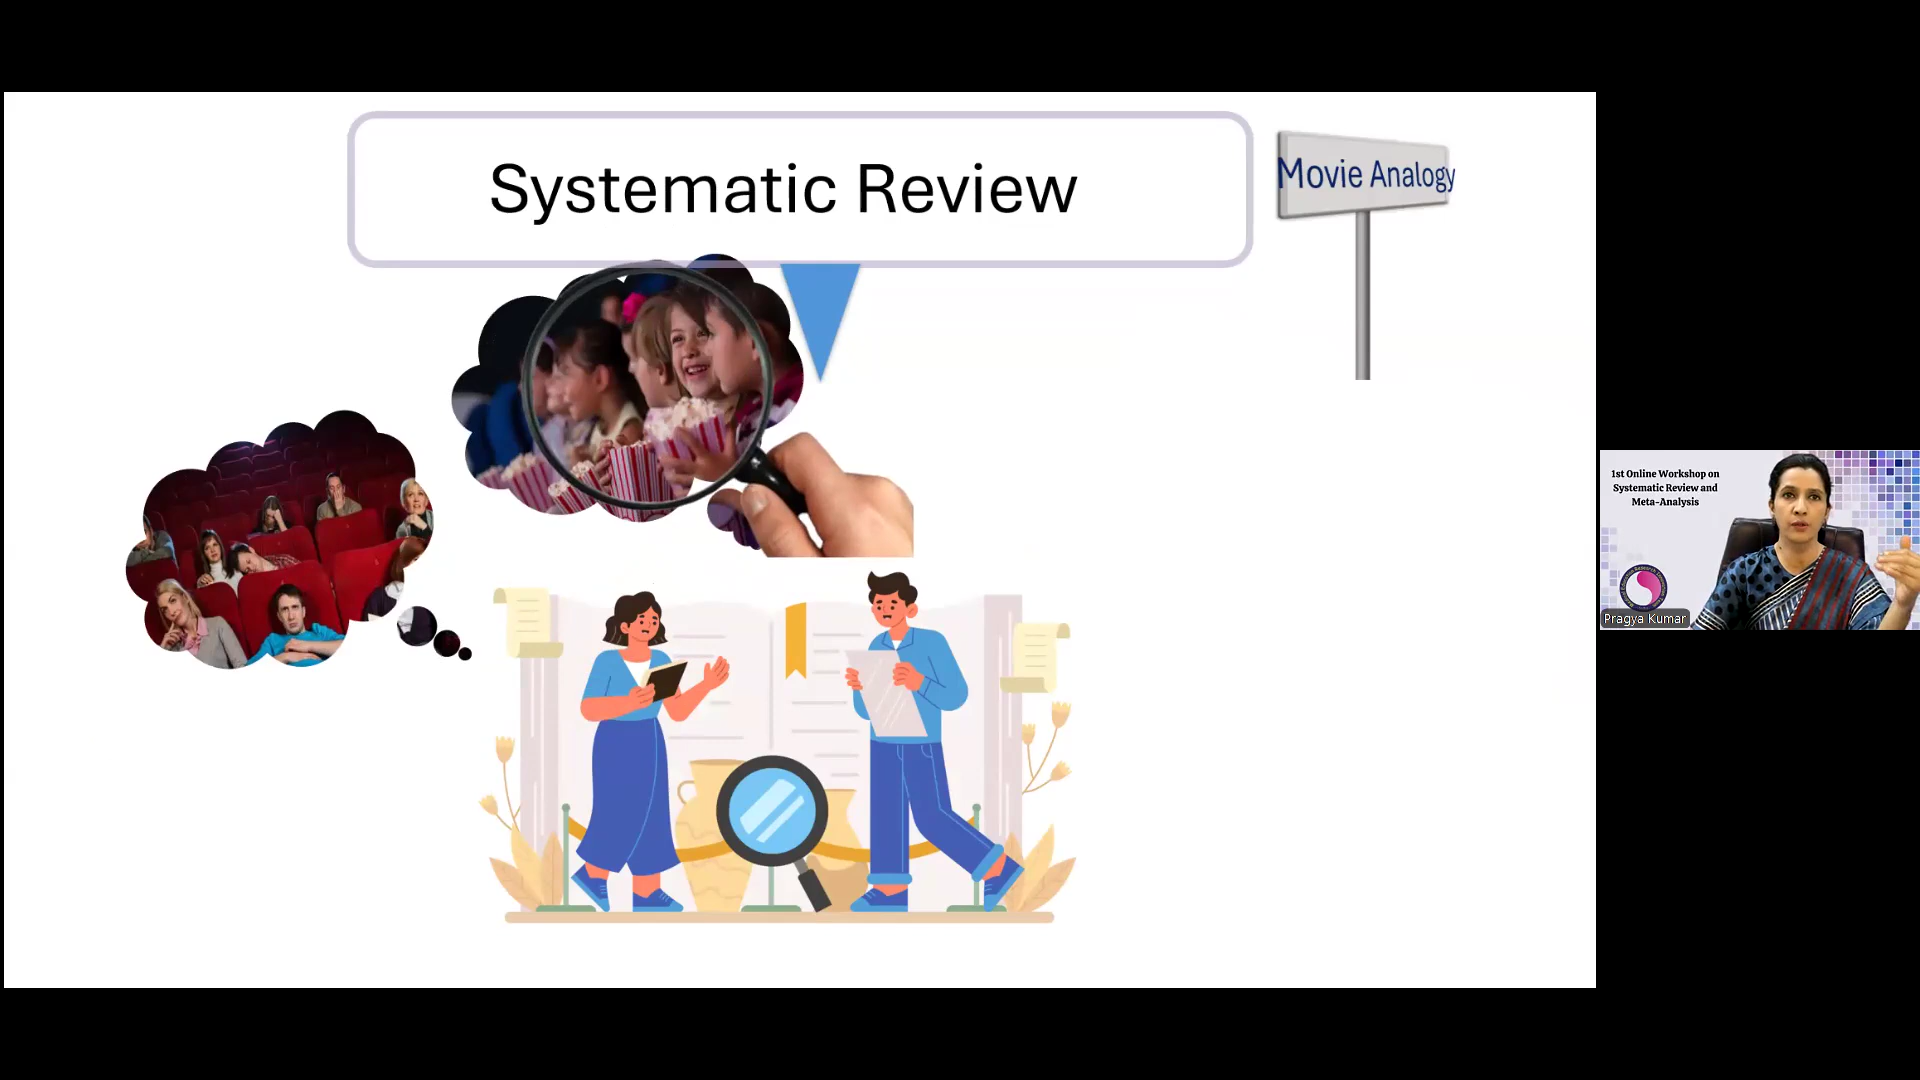 Systematic Review
Movie Analogy
1st Online Workshop on
Systematic Review and
Meta-Analysis
Pragya Kumar